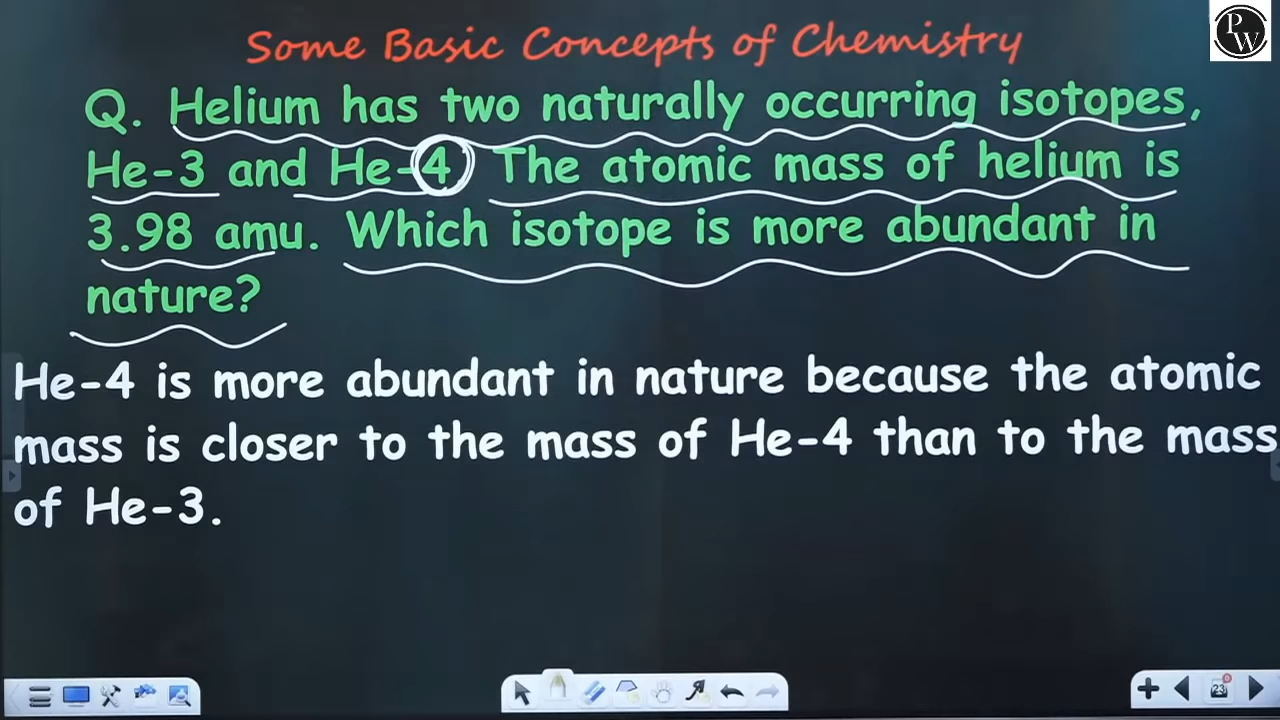 Some Basic Concepts of Chemistry
PW
Q. Helium has two naturally occurring isotopes,
He-3 and He-4 The atomic mass of helium is
3.98 amu. Which isotope is more abundant in
nature?
He-4 is more abundant in nature because the atomic
mass is closer to the mass of He-4 than to the mass
of He-3.
23